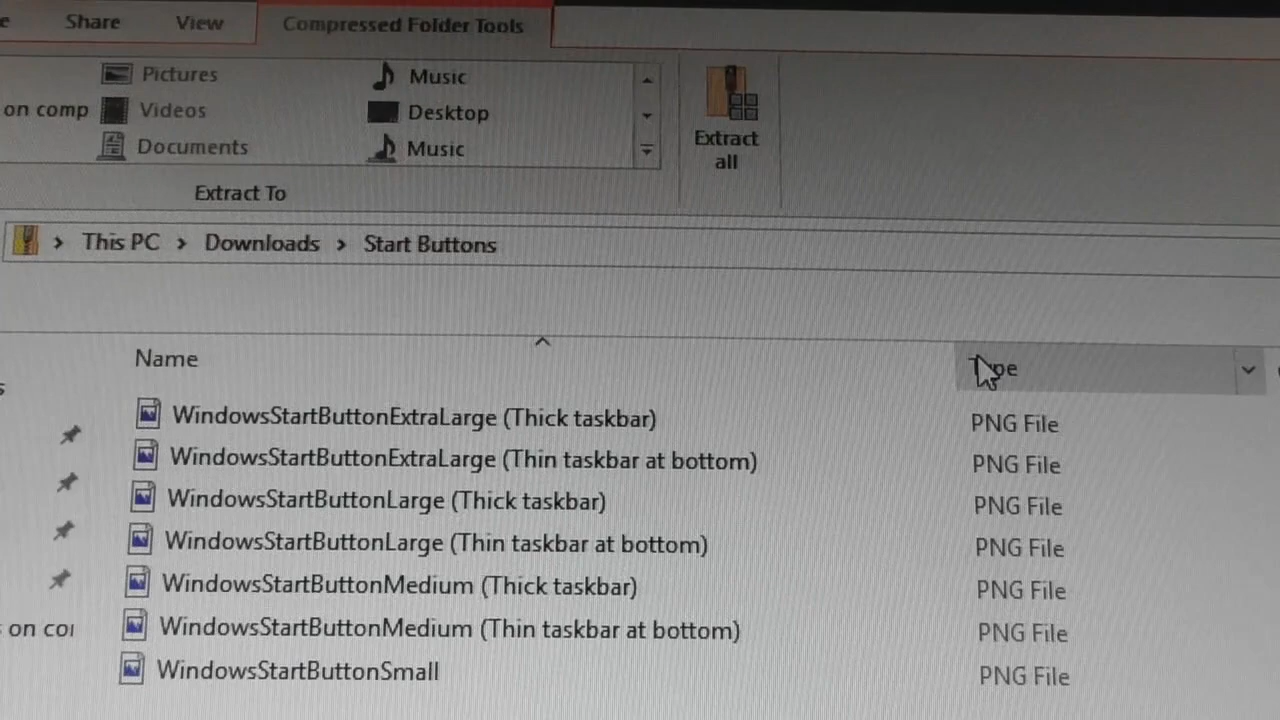 Share View Compressed Folder Tools
Pictures Music
on comp Videos Desktop
Documents Music
Extract all
Extract To
This PC > Downloads > Start Buttons
Name
WindowsStartButtonExtraLarge (Thick taskbar) PNG File
WindowsStartButtonExtraLarge (Thin taskbar at bottom) PNG File
WindowsStartButtonLarge (Thick taskbar) PNG File
WindowsStartButtonLarge (Thin taskbar at bottom) PNG File
WindowsStartButtonMedium (Thick taskbar) PNG File
on co WindowsStartButtonMedium (Thin taskbar at bottom) PNG File
WindowsStartButtonSmall PNG File